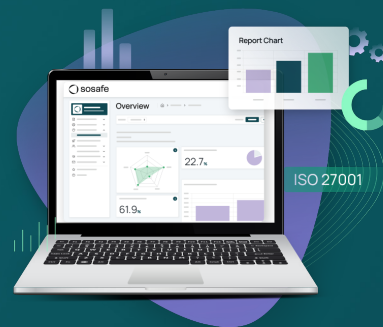 Report Chart
sosafe
Overview
22.7%
ISO 27001
61.9%